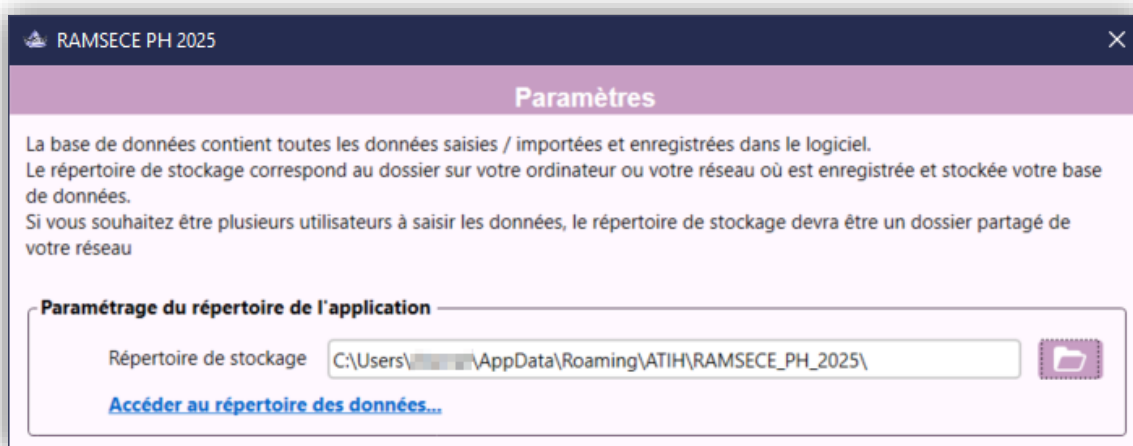 RAMSECE PH 2025
Paramètres
La base de données contient toutes les données saisies / importées et enregistrées dans le logiciel.
Le répertoire de stockage correspond au dossier sur votre ordinateur ou votre réseau où est enregistrée et stockée votre base
de données.
Si vous souhaitez être plusieurs utilisateurs à saisir les données, le répertoire de stockage devra être un dossier partagé de
votre réseau
Paramétrage du répertoire de l'application
Répertoire de stockage C:\Users\ \AppData\Roaming\ATIH\RAMSECE_PH_2025\
Accéder au répertoire des données...